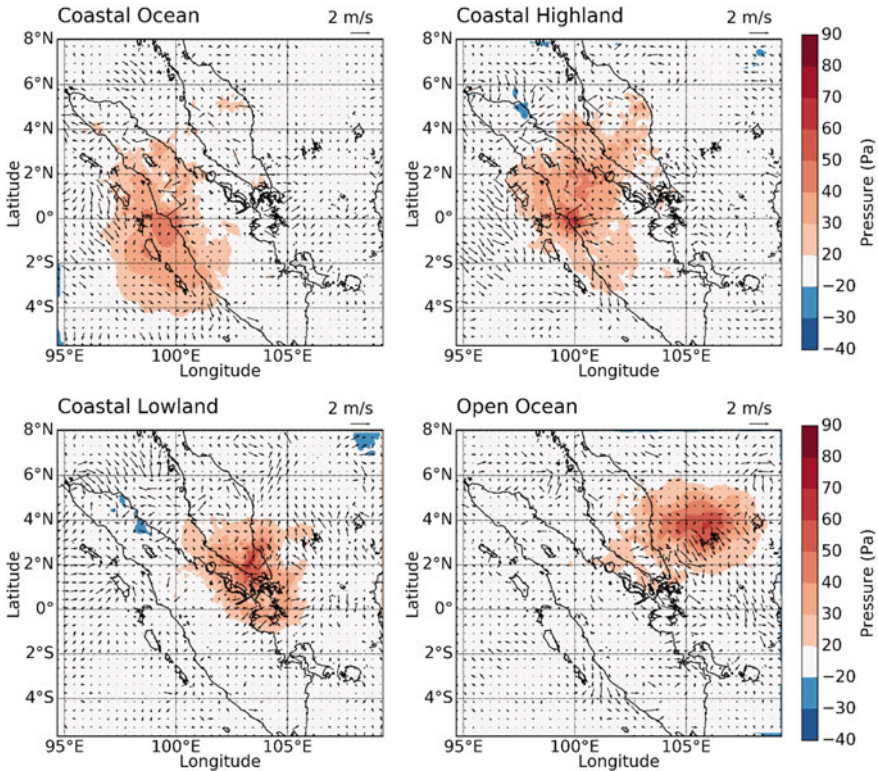 Coastal Ocean 2 m/s
8°N
6°N
4°N
2°N
0°
2°S
4°S
Latitude
95°E 100°E 105°E
Longitude
Coastal Highland 2 m/s
8°N
6°N
4°N
2°N
0°
2°S
4°S
Latitude
95°E 100°E 105°E
Longitude
90
80
70
60
50
40
30
20
−20
−30
−40
Pressure (Pa)
Coastal Lowland 2 m/s
8°N
6°N
4°N
2°N
0°
2°S
4°S
Latitude
95°E 100°E 105°E
Longitude
Open Ocean 2 m/s
8°N
6°N
4°N
2°N
0°
2°S
4°S
Latitude
95°E 100°E 105°E
Longitude
90
80
70
60
50
40
30
20
−20
−30
−40
Pressure (Pa)